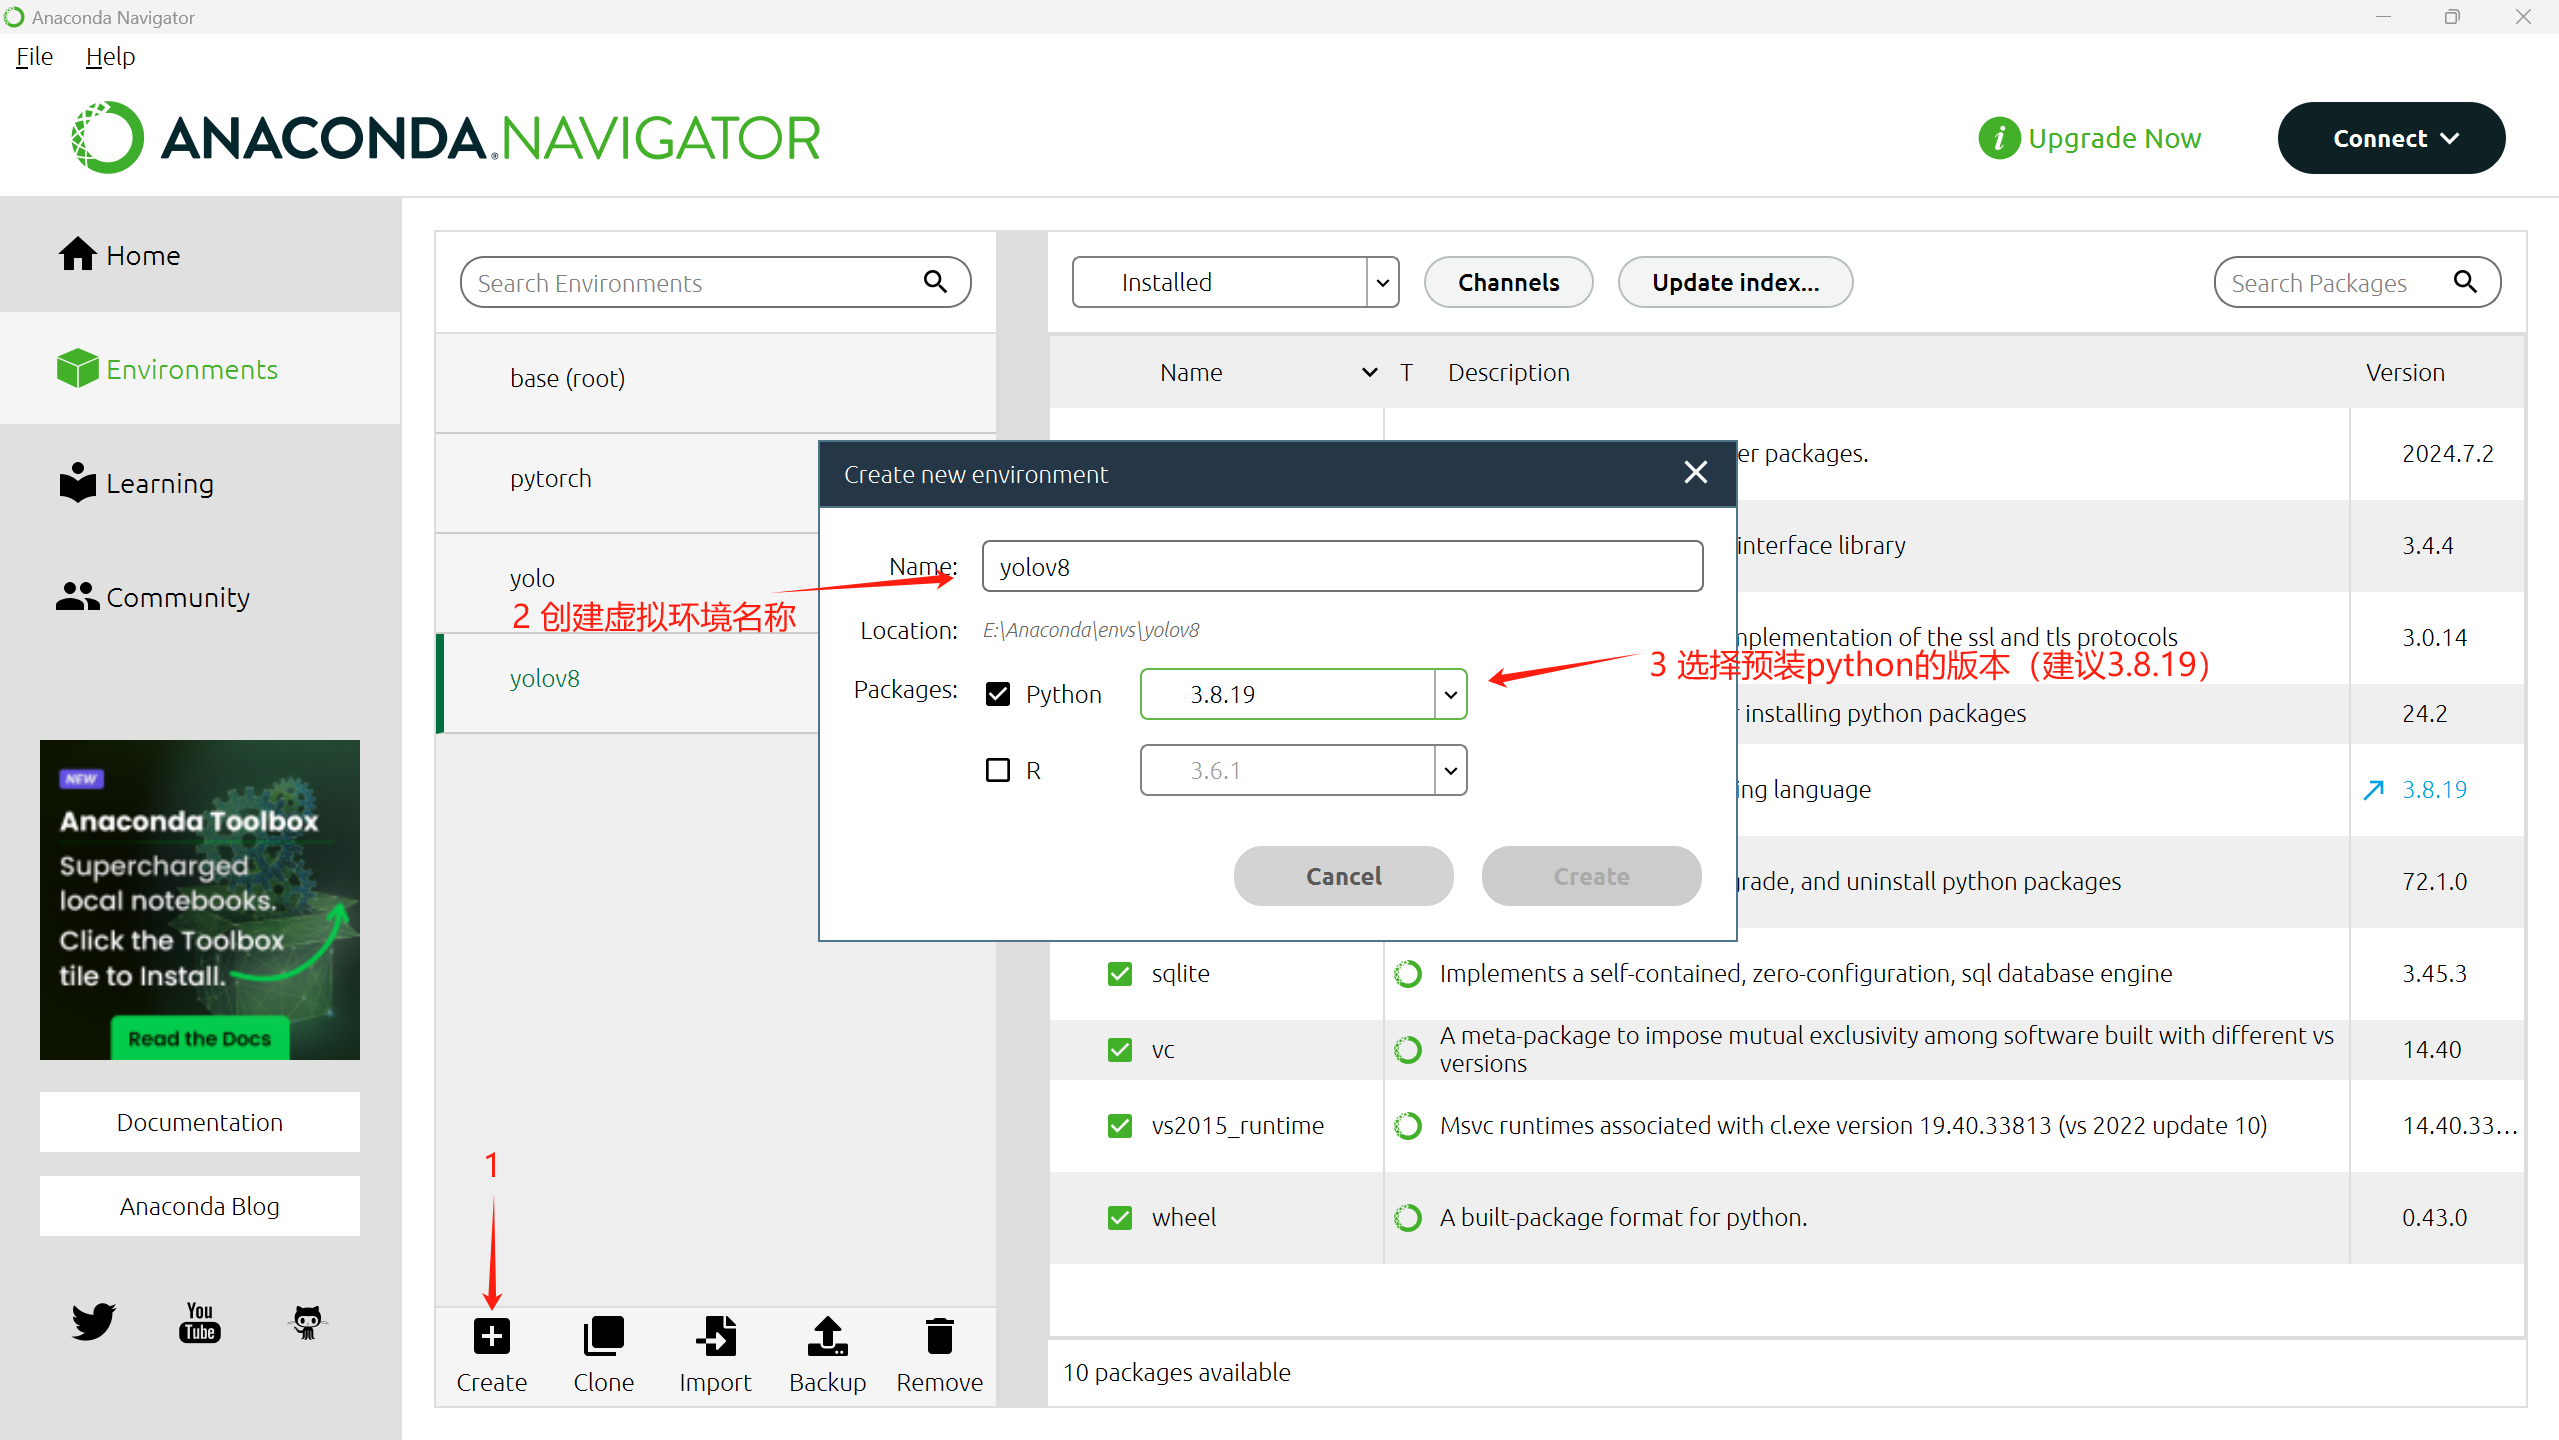 Anaconda Navigator
File Help
ANACONDA.NAVIGATOR
Upgrade Now
Connect
Home
Environments
Learning
Community
NEW
Anaconda Toolbox
Supercharged
local notebooks.
Click the Toolbox
tile to Install.
Read the Docs
Documentation
Anaconda Blog
You
Tube
Search Environments
base (root)
pytorch
yolo
yolov8
1
Create Clone Import Backup Remove
Installed
Channels
Update index...
Search Packages
Name T Description Version
er packages. 2024.7.2
interface library 3.4.4
nplementation of the ssl and tls protocols 3.0.14
installing python packages 24.2
ing language 3.8.19
rade, and uninstall python packages 72.1.0
sqlite Implements a self-contained, zero-configuration, sql database engine 3.45.3
vc A meta-package to impose mutual exclusivity among software built with different vs
versions 14.40
vs2015_runtime Msvc runtimes associated with cl.exe version 19.40.33813 (vs 2022 update 10) 14.40.33...
wheel A built-package format for python. 0.43.0
10 packages available
Create new environment
Name: yolov8
2 创建虚拟环境名称
Location: E:\Anaconda\envs\yolov8
Packages: Python 3.8.19
3 选择预装python的版本（建议3.8.19）
R 3.6.1
Cancel Create